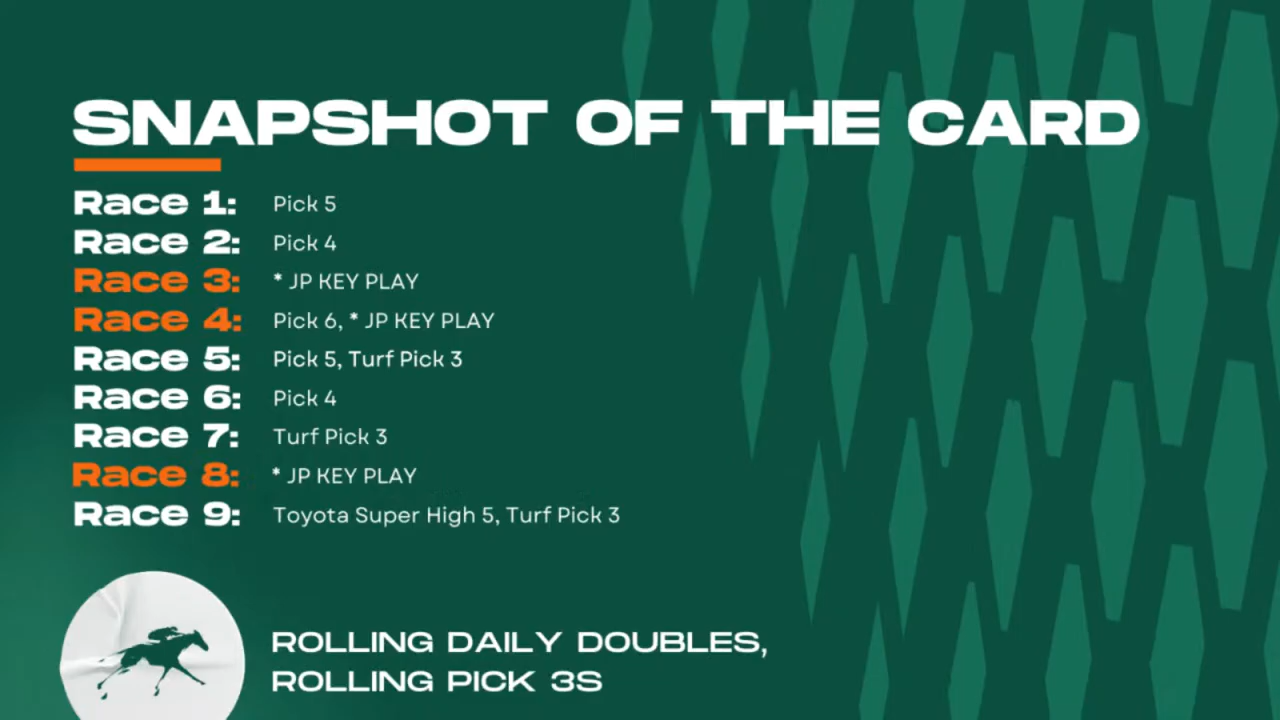 SNAPSHOT OF THE CARD
Race 1: Pick 5
Race 2: Pick 4
Race 3: * JP KEY PLAY
Race 4: Pick 6, * JP KEY PLAY
Race 5: Pick 5, Turf Pick 3
Race 6: Pick 4
Race 7: Turf Pick 3
Race 8: * JP KEY PLAY
Race 9: Toyota Super High 5, Turf Pick 3
ROLLING DAILY DOUBLES,
ROLLING PICK 3S